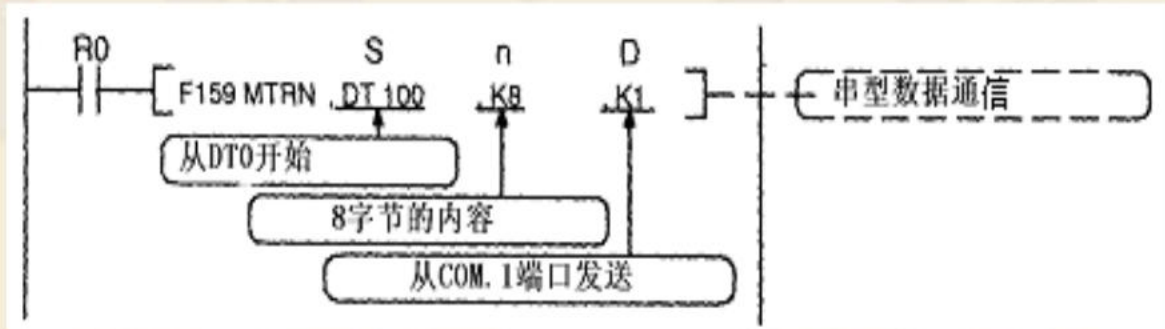 R0 S n D
F159 MTRN , DT 100 , K8 , K1 串型数据通信
从DT0开始
8字节的内容
从COM.1端口发送